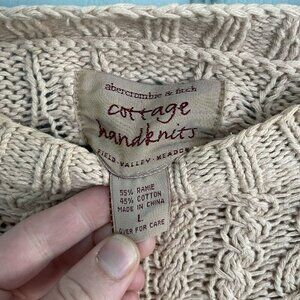 abercrombie & fitch
cottage
handknits
FIELD · VALLEY · MEADOW
55% RAMIE
45% COTTON
MADE IN CHINA
L
OVER FOR CARE